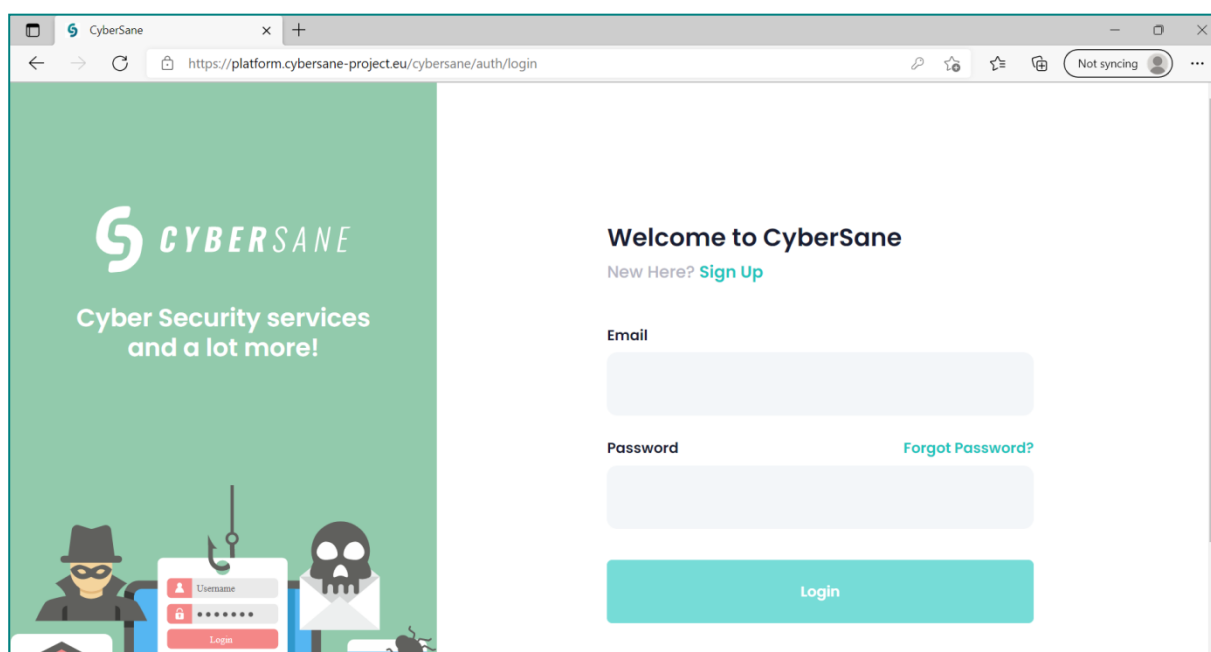 CyberSane
https://platform.cybersane-project.eu/cybersane/auth/login
Not syncing
CYBERSANE
Cyber Security services
and a lot more!
Username
Login
Welcome to CyberSane
New Here? Sign Up
Email
Password Forgot Password?
Login